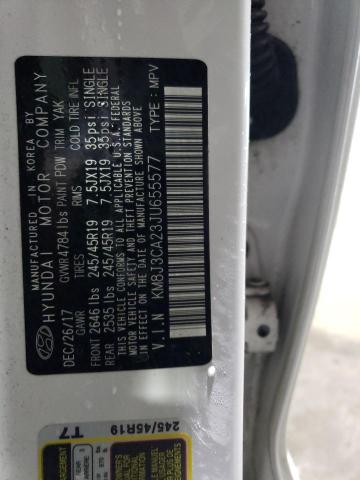 MANUFACTURED IN KOREA BY
HYUNDAI MOTOR COMPANY
DEC/26/17 GVWR 4784 lbs PAINT PDW TRIM YAK
GAWR TIRES RIMS COLD TIRE INFL
FRONT 2646 lbs 245/45R19 7.5JX19 35psi SINGLE
REAR 2535 lbs 245/45R19 7.5JX19 35psi SINGLE
THIS VEHICLE CONFORMS TO ALL APPLICABLE U.S. FEDERAL
MOTOR VEHICLE SAFETY, BUMPER, AND THEFT PREVENTION
STANDARDS IN EFFECT ON THE DATE OF
MANUFACTURE SHOWN ABOVE.
V.I.N KM8J3CA23JU655577 TYPE : MPV
T7 245/45R19